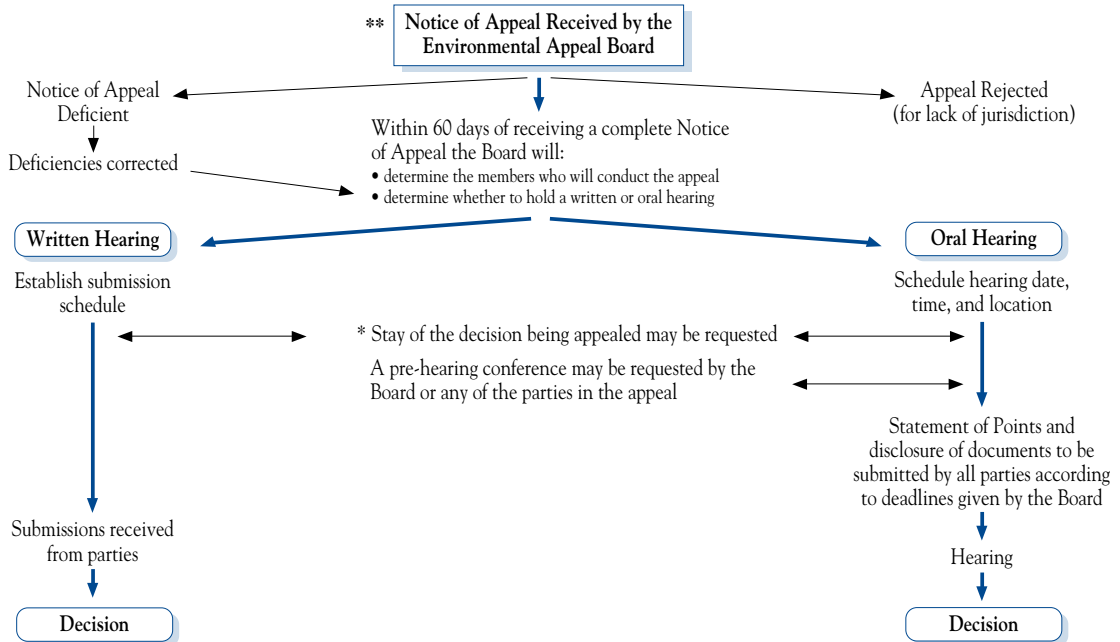 ** Notice of Appeal Received by the
Environmental Appeal Board
Notice of Appeal
Deficient
Deficiencies corrected
Appeal Rejected
(for lack of jurisdiction)
Within 60 days of receiving a complete Notice
of Appeal the Board will:
• determine the members who will conduct the appeal
• determine whether to hold a written or oral hearing
Written Hearing
Establish submission
schedule
Oral Hearing
Schedule hearing date,
time, and location
* Stay of the decision being appealed may be requested
A pre-hearing conference may be requested by the
Board or any of the parties in the appeal
Statement of Points and
disclosure of documents to be
submitted by all parties according
to deadlines given by the Board
Submissions received
from parties
Hearing
Decision
Decision